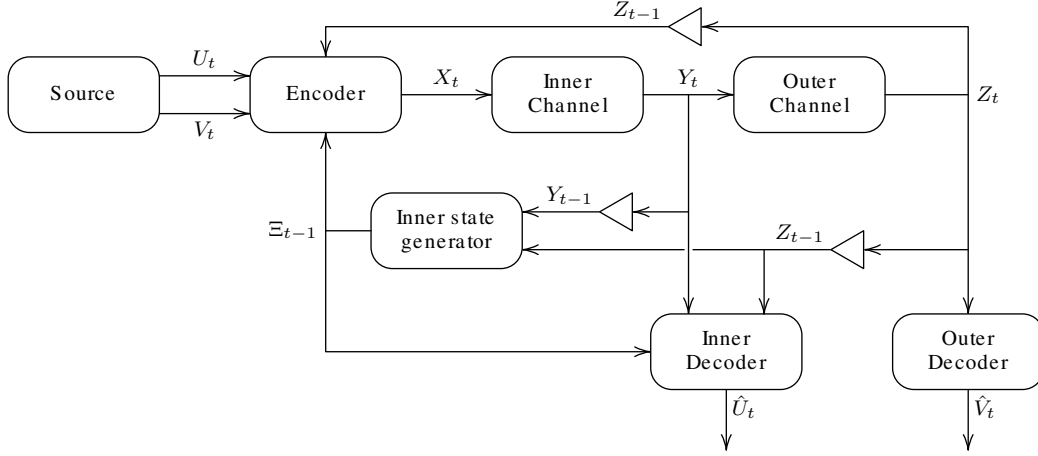 Z_{t−1}
U_t
V_t
Source
Encoder
X_t
Inner
Channel
Y_t
Outer
Channel
Z_t
Y_{t−1}
Z_{t−1}
Ξ_{t−1}
Inner state
generator
Inner
Decoder
Outer
Decoder
Û_t
V̂_t